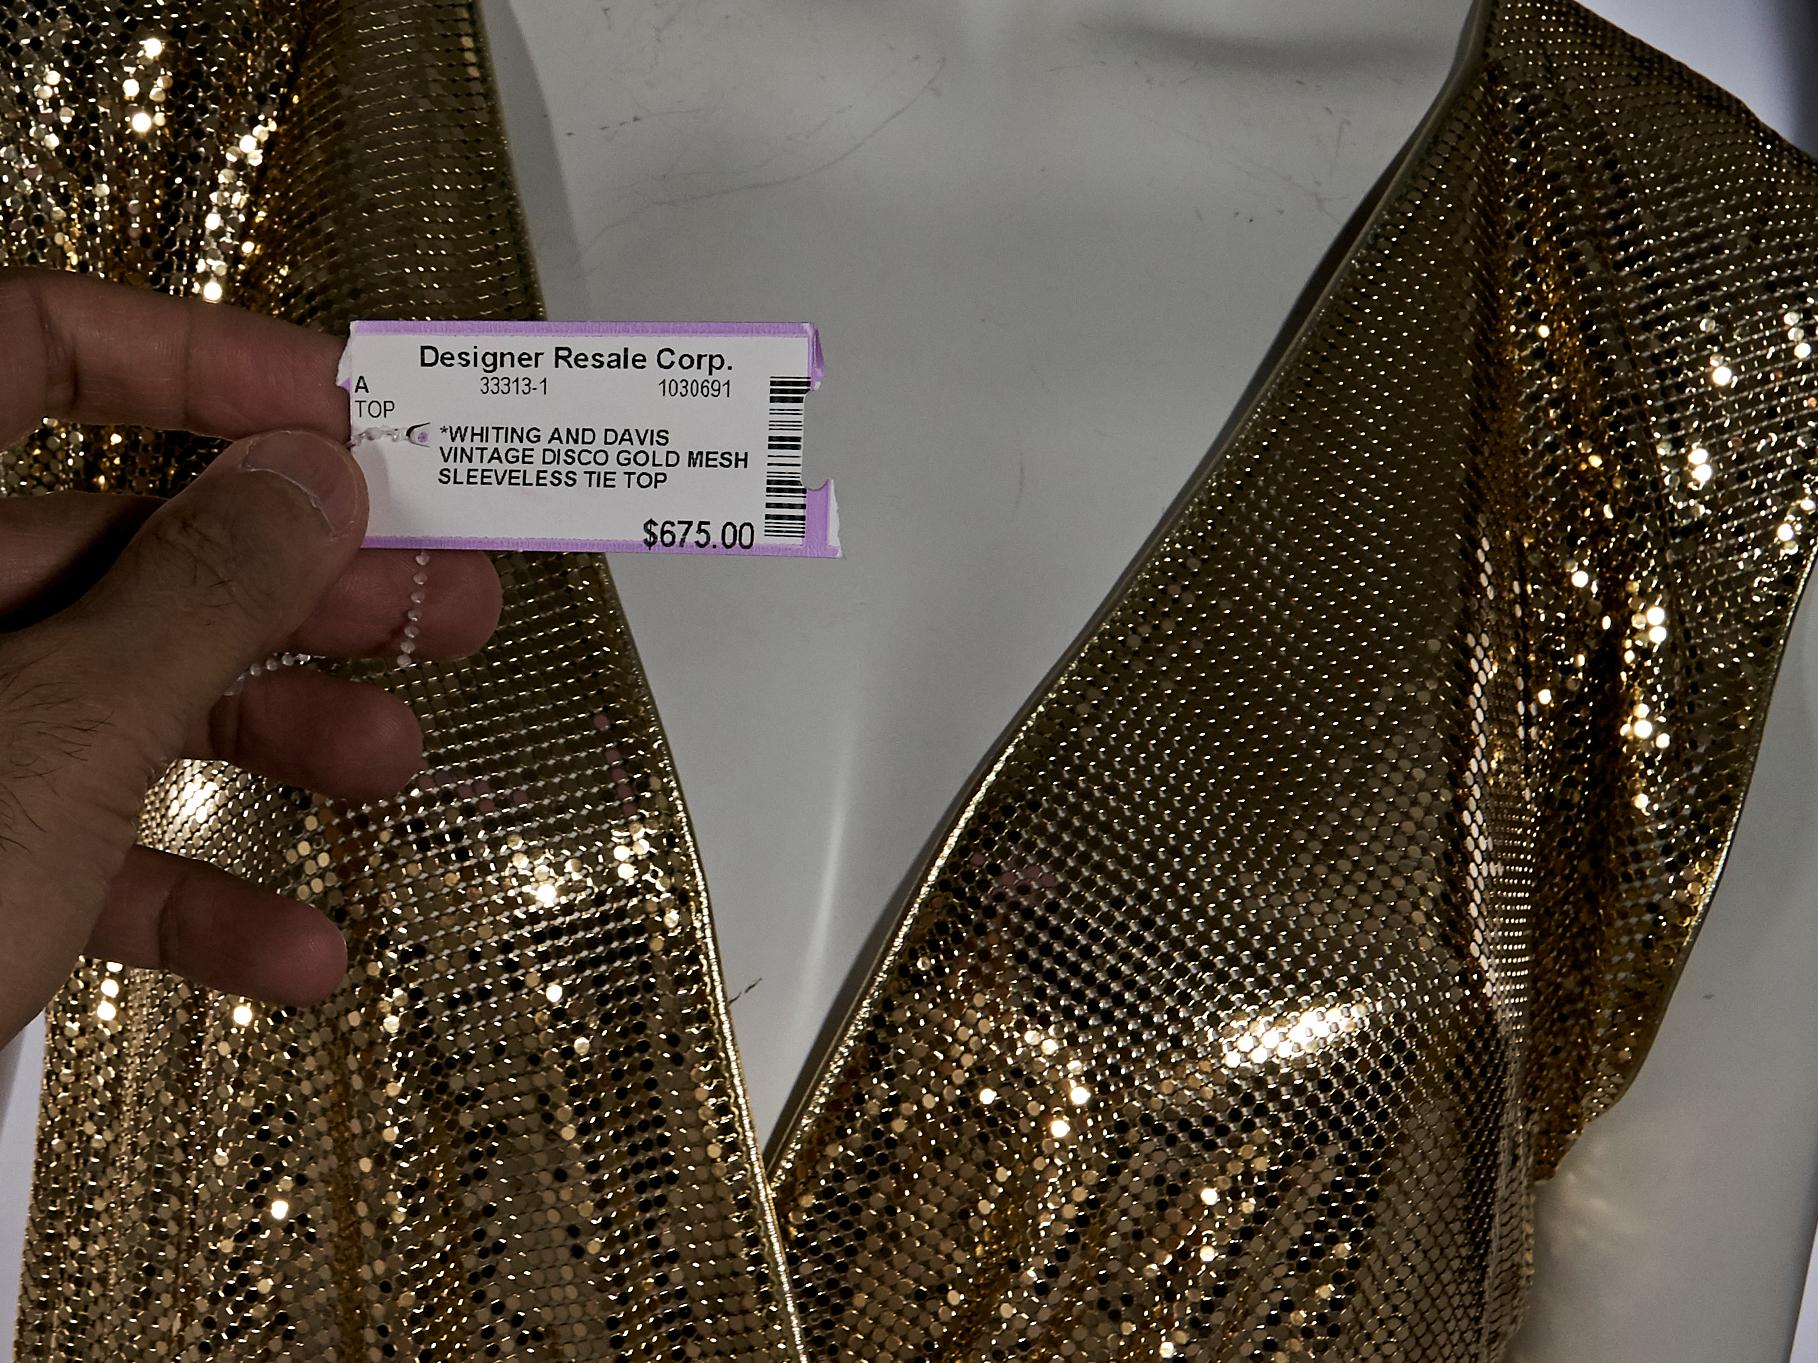 Designer Resale Corp.
A 33313-1 1030691
TOP
*WHITING AND DAVIS
VINTAGE DISCO GOLD MESH
SLEEVELESS TIE TOP
$675.00